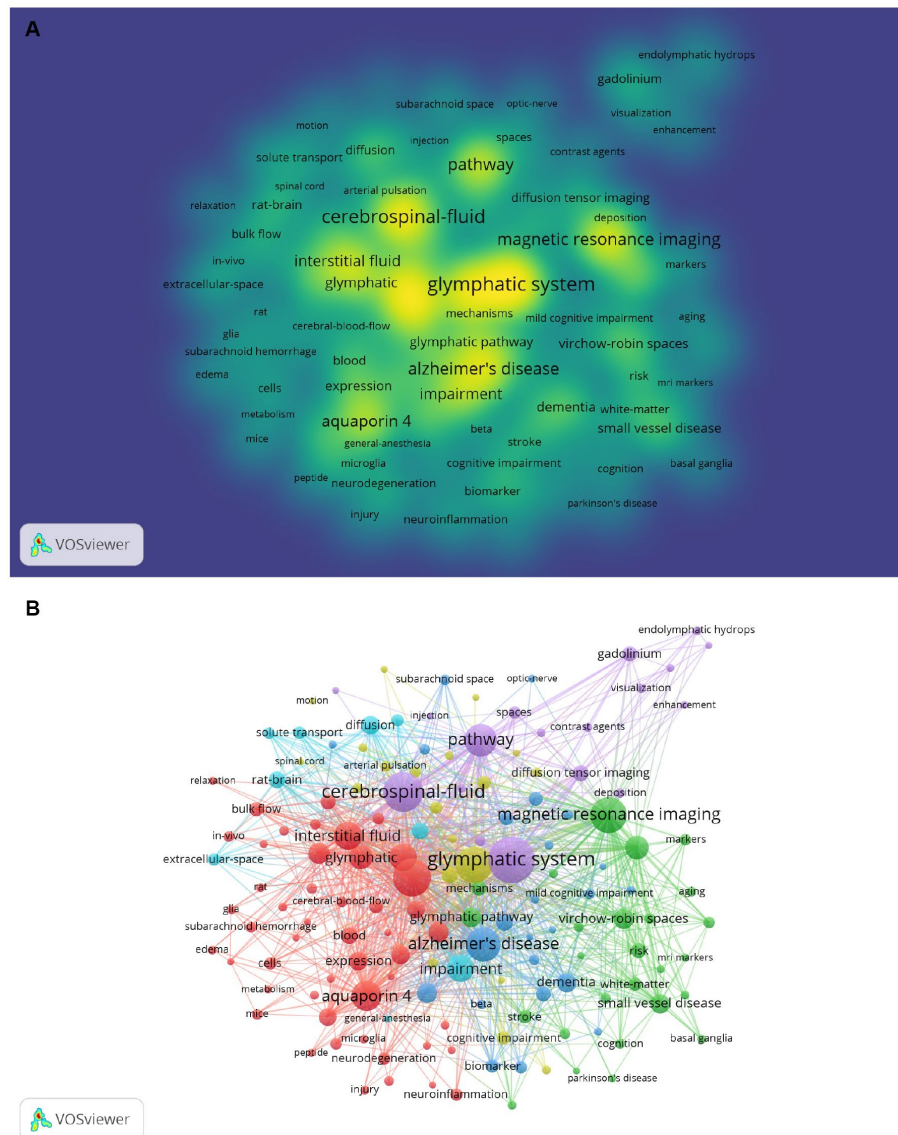 A
endolymphatic hydrops
gadolinium
subarachnoid space optic-nerve
visualization
motion
enhancement
injection spaces
diffusion contrast agents
solute transport
pathway
spinal cord arterial pulsation
diffusion tensor imaging
relaxation rat-brain
cerebrospinal-fluid deposition
bulk flow magnetic resonance imaging
in-vivo interstitial fluid markers
extracellular-space glymphatic glymphatic system
rat mechanisms mild cognitive impairment aging
cerebral-blood-flow
glia glymphatic pathway virchow-robin spaces
subarachnoid hemorrhage blood
edema alzheimer's disease risk
cells expression mri markers
impairment
metabolism dementia white-matter
aquaporin 4
mice general-anesthesia beta small vessel disease
stroke
microglia cognitive impairment basal ganglia
peptide cognition
neurodegeneration biomarker
parkinson's disease
injury neuroinflammation
VOSviewer
B
endolymphatic hydrops
gadolinium
subarachnoid space optic-nerve
visualization
motion
enhancement
injection spaces
diffusion contrast agents
solute transport
pathway
spinal cord arterial pulsation
diffusion tensor imaging
relaxation rat-brain
cerebrospinal-fluid deposition
bulk flow magnetic resonance imaging
in-vivo interstitial fluid markers
extracellular-space glymphatic glymphatic system
rat mechanisms mild cognitive impairment aging
cerebral-blood-flow
glia glymphatic pathway virchow-robin spaces
subarachnoid hemorrhage blood
edema alzheimer's disease risk
cells expression mri markers
impairment
metabolism dementia white-matter
aquaporin 4
mice general-anesthesia beta small vessel disease
stroke
microglia cognitive impairment basal ganglia
peptide cognition
neurodegeneration biomarker
parkinson's disease
injury neuroinflammation
VOSviewer